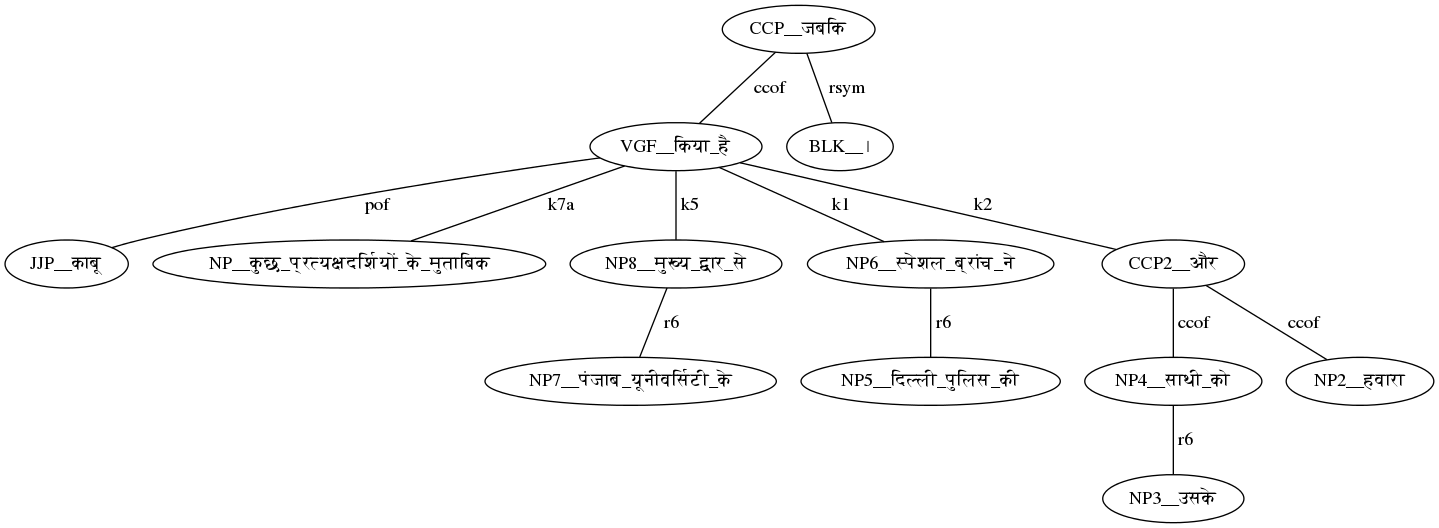 CCP__जबकि
ccof rsym
VGF__किया_है BLK__।
pof k7a k5 k1 k2
JJP__काबू NP__कुछ_प्रत्यक्षदर्शियों_के_मुताबिक NP8__मुख्य_द्वार_से NP6__स्पेशल_ब्रांच_ने CCP2__और
r6 r6 ccof ccof
NP7__पंजाब_यूनीवर्सिटी_के NP5__दिल्ली_पुलिस_की NP4__साथी_को NP2__हवारा
r6
NP3__उसके